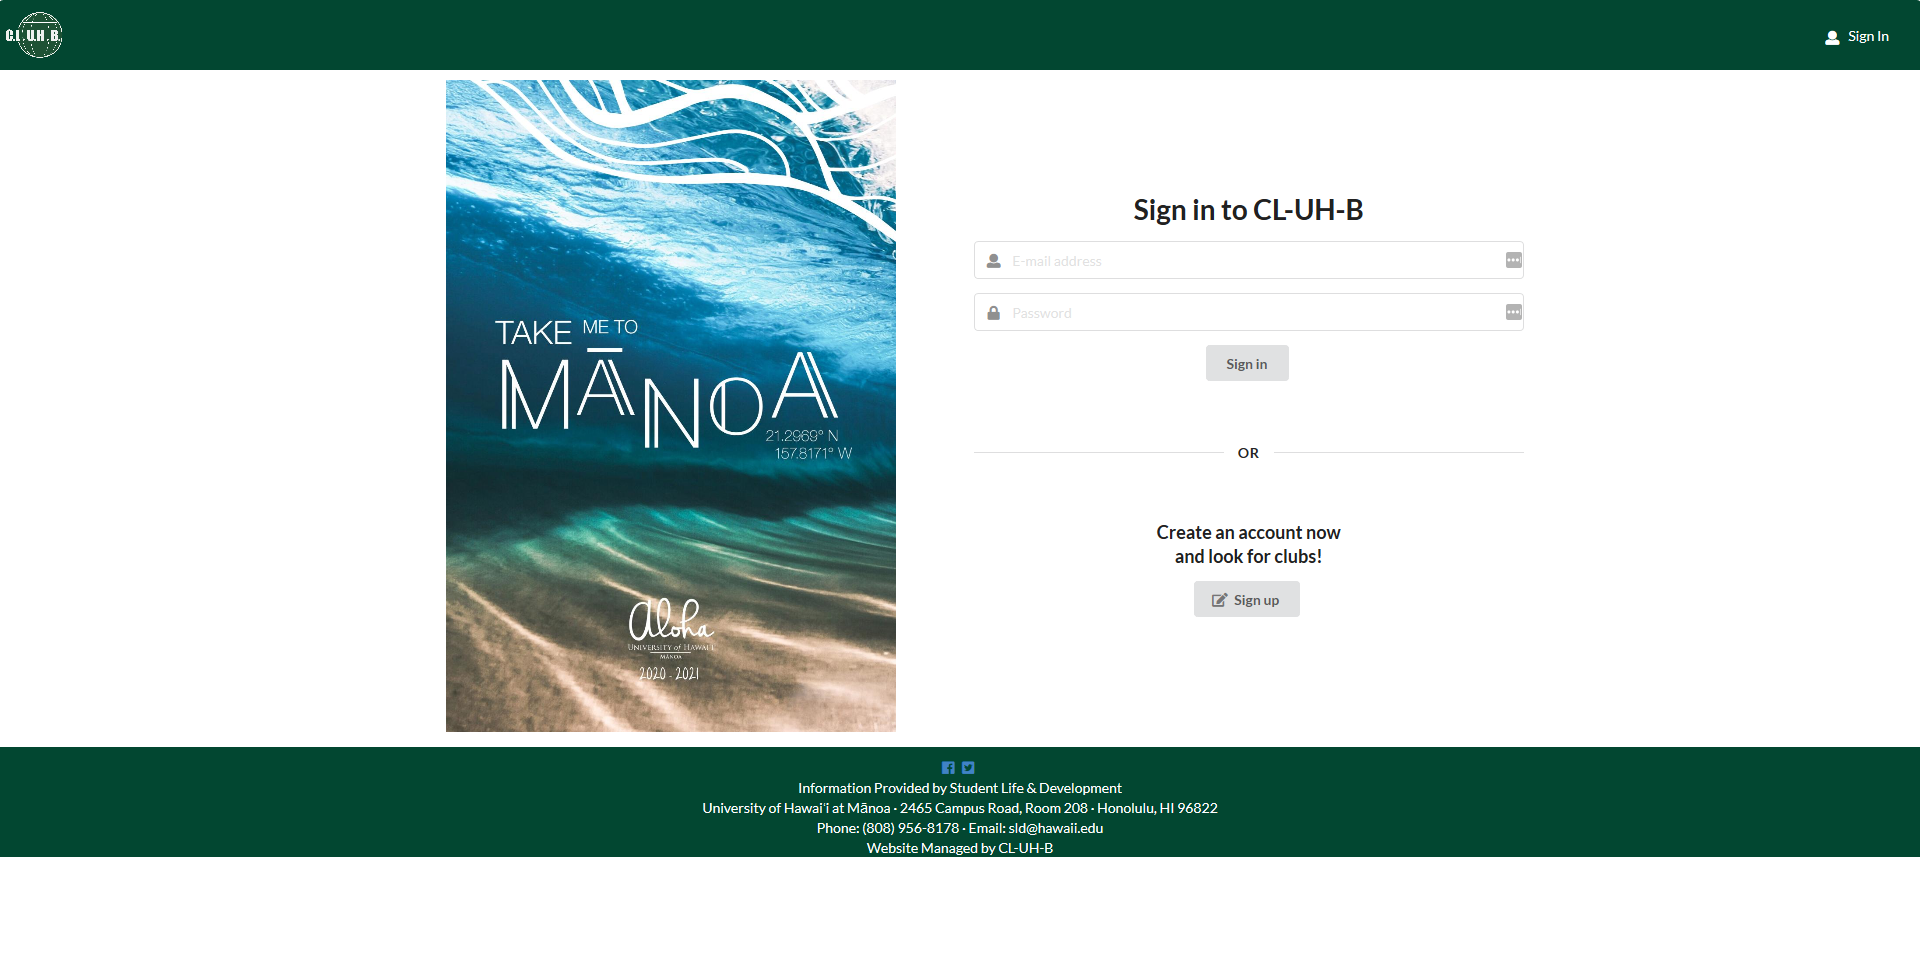 C.L.U.H.B.
Sign In
TAKE ME TO
MĀNOA
21.2969° N
157.8171° W
aloha
UNIVERSITY of HAWAI'I
MĀNOA
2020 - 2021
Sign in to CL-UH-B
E-mail address
Password
Sign in
OR
Create an account now
and look for clubs!
Sign up
Information Provided by Student Life & Development
University of Hawaiʻi at Mānoa · 2465 Campus Road, Room 208 · Honolulu, HI 96822
Phone: (808) 956-8178 · Email: sld@hawaii.edu
Website Managed by CL-UH-B